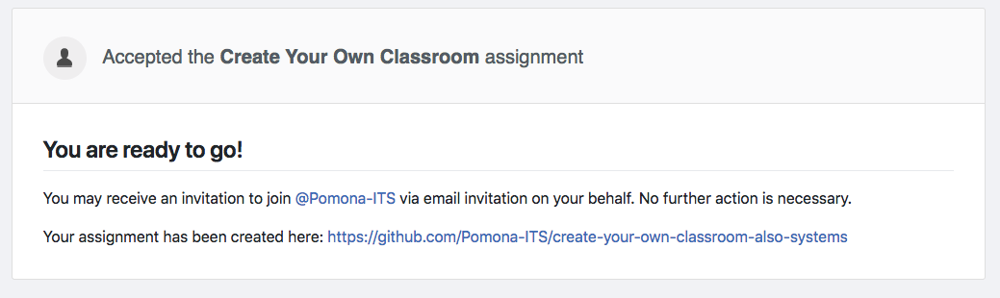 Accepted the Create Your Own Classroom assignment
You are ready to go!
You may receive an invitation to join @Pomona-ITS via email invitation on your behalf. No further action is necessary.
Your assignment has been created here: https://github.com/Pomona-ITS/create-your-own-classroom-also-systems